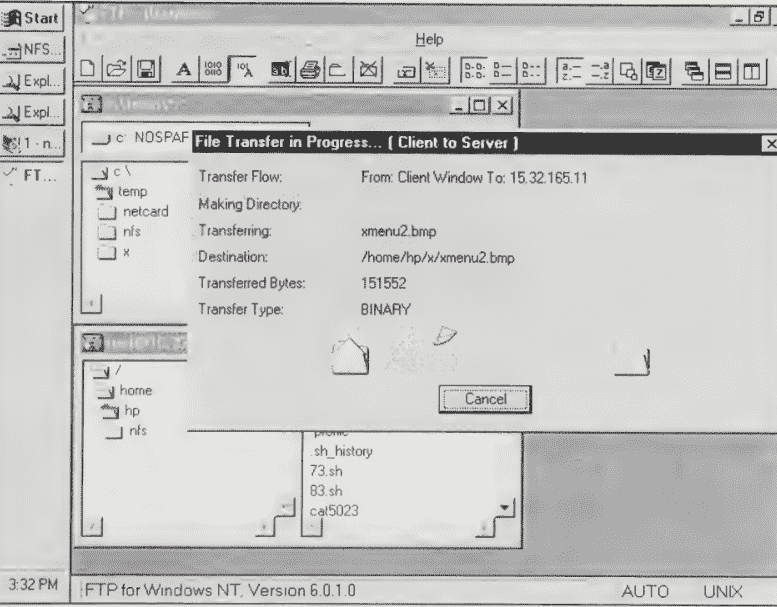 Start
NFS...
Expl...
Expl...
1 - n...
FT...
Help
A
c: NOSPAF
File Transfer in Progress... ( Client to Server )
Transfer Flow: From: Client Window To: 15.32.165.11
Making Directory:
Transferring: xmenu2.bmp
Destination: /home/hp/x/xmenu2.bmp
Transferred Bytes: 151552
Transfer Type: BINARY
Cancel
c \
temp
netcard
nfs
x
/
home
hp
nfs
.sh_history
73.sh
83.sh
cat5023
3:32 PM
FTP for Windows NT, Version 6.0.1.0
AUTO
UNIX